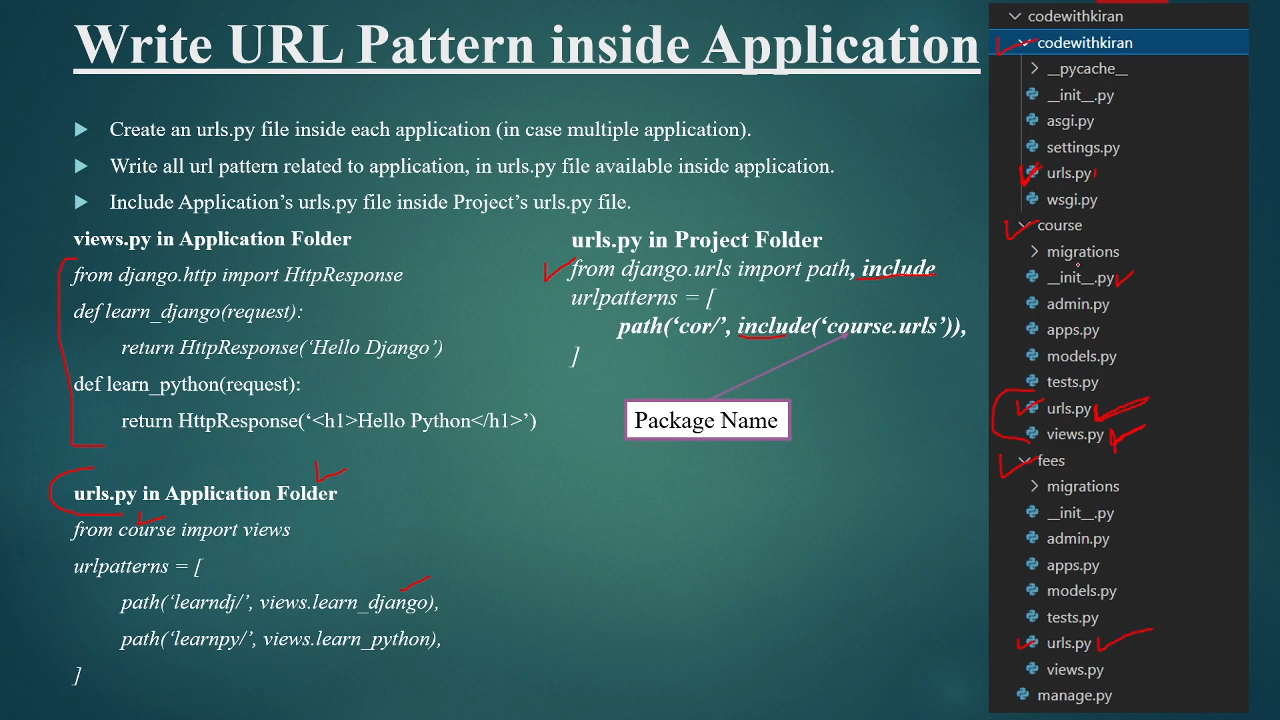 Write URL Pattern inside Application
Create an urls.py file inside each application (in case multiple application).
Write all url pattern related to application, in urls.py file available inside application.
Include Application's urls.py file inside Project's urls.py file.
views.py in Application Folder
from django.http import HttpResponse
def learn_django(request):
return HttpResponse(‘Hello Django’)
def learn_python(request):
return HttpResponse(‘<h1>Hello Python</h1>’)
urls.py in Application Folder
from course import views
urlpatterns = [
path(‘learndj/’, views.learn_django),
path(‘learnpy/’, views.learn_python),
]
urls.py in Project Folder
from django.urls import path, include
urlpatterns = [
path(‘cor/’, include(‘course.urls’)),
]
Package Name
codewithkiran
codewithkiran
__pycache__
__init__.py
asgi.py
settings.py
urls.py
wsgi.py
course
migrations
__init__.py
admin.py
apps.py
models.py
tests.py
urls.py
views.py
fees
migrations
__init__.py
admin.py
apps.py
models.py
tests.py
urls.py
views.py
manage.py